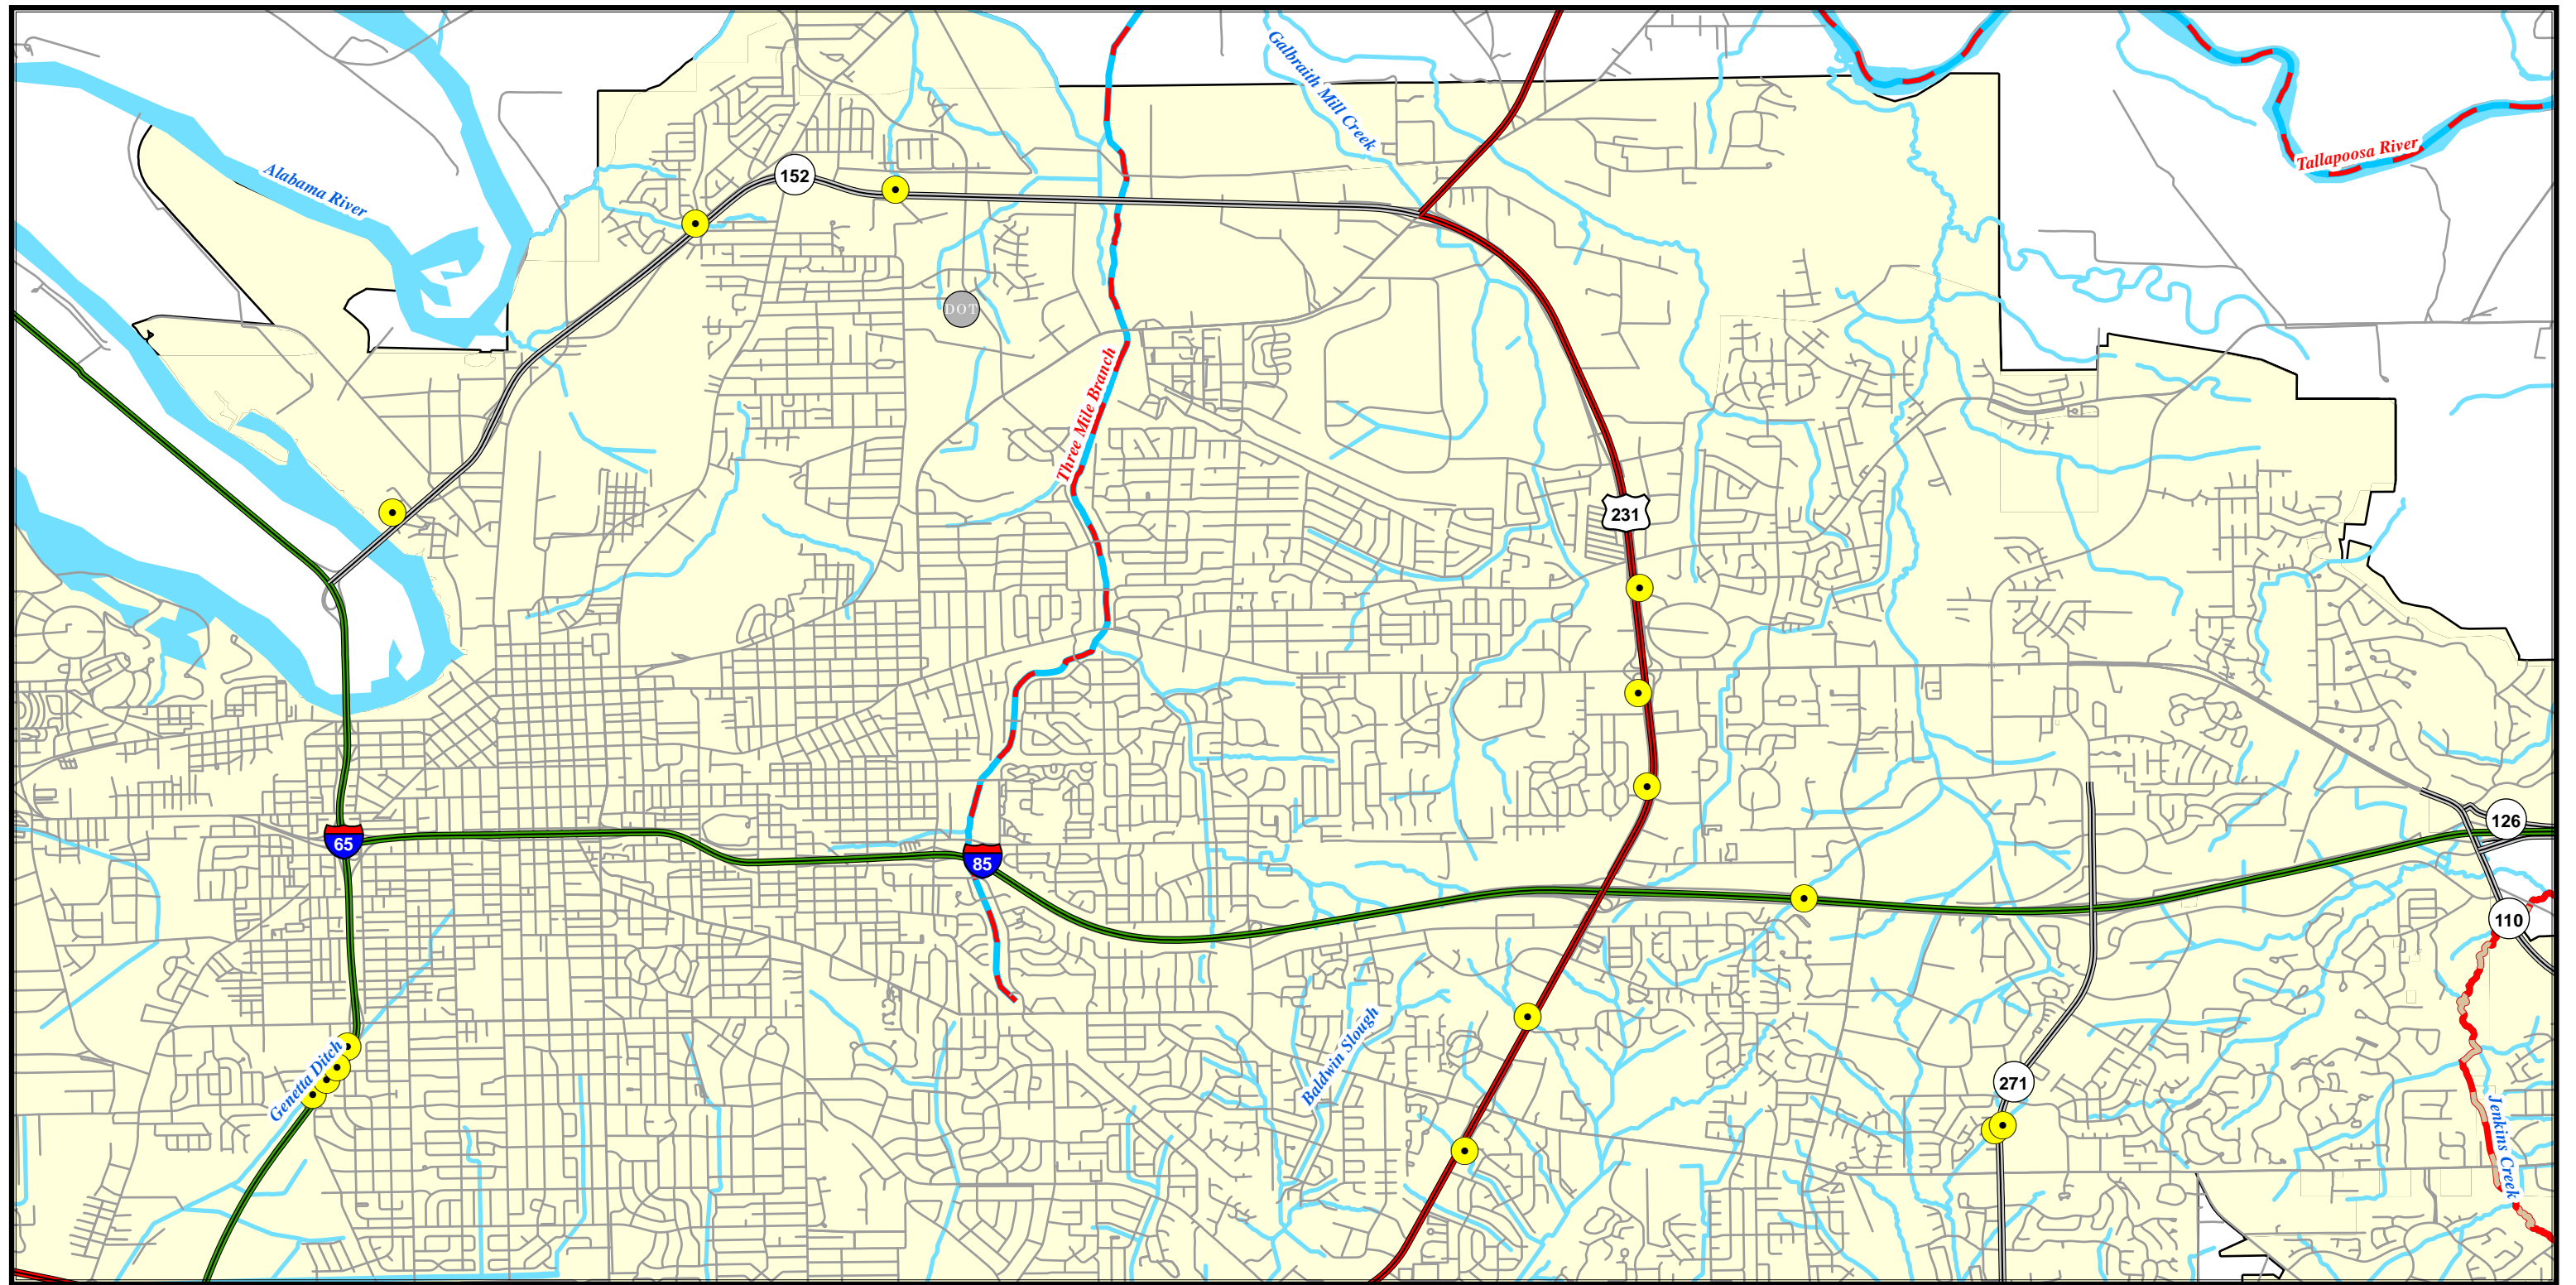 Galbraith Mill Creek
Tallapoosa River
Alabama River
152
DOT
Three Mile Branch
231
126
65
85
110
Genetta Ditch
Baldwin Slough
271
Jenkins Creek